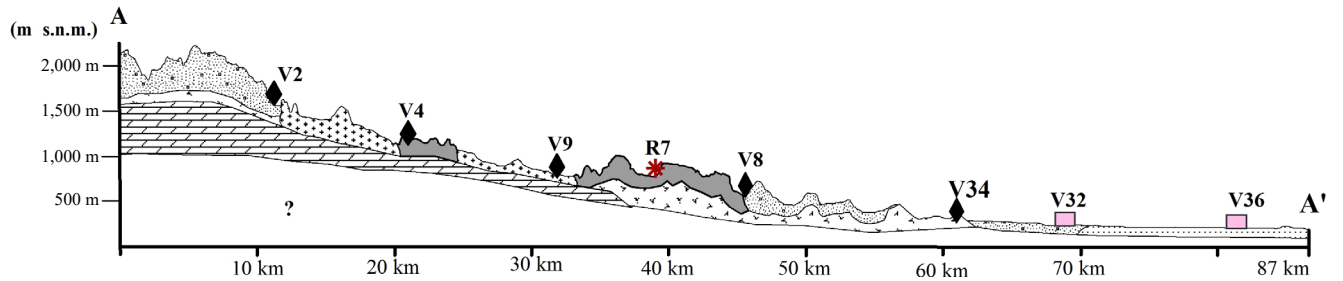 A
(m s.n.m.)
2,000 m
1,500 m
1,000 m
500 m
V2
V4
V9
R7
V8
V34
V32
V36
A'
?
10 km
20 km
30 km
40 km
50 km
60 km
70 km
87 km